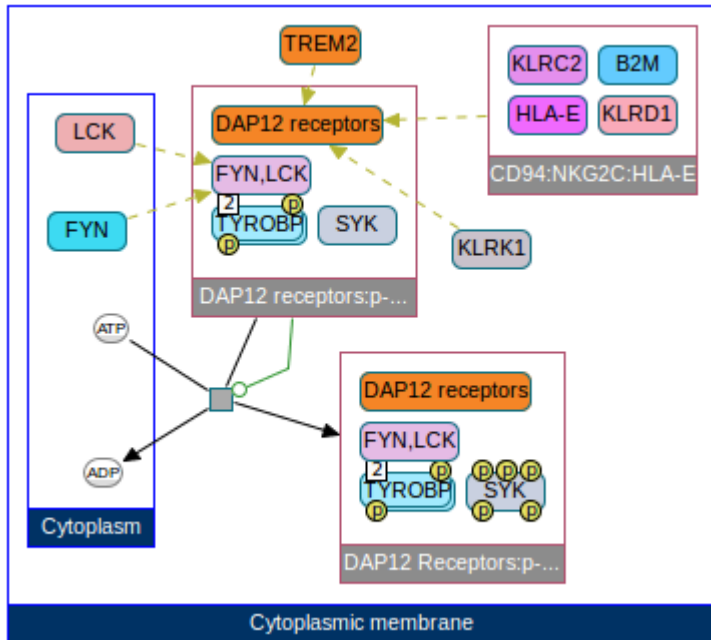 TREM2
KLRC2
B2M
HLA-E
KLRD1
CD94:NKG2C:HLA-E
LCK
DAP12 receptors
FYN,LCK
2
p
TYROBP
p
SYK
DAP12 receptors:p-...
FYN
KLRK1
ATP
ADP
Cytoplasm
DAP12 receptors
FYN,LCK
2
p
TYROBP
p
p p p
SYK
p p
DAP12 Receptors:p-...
Cytoplasmic membrane